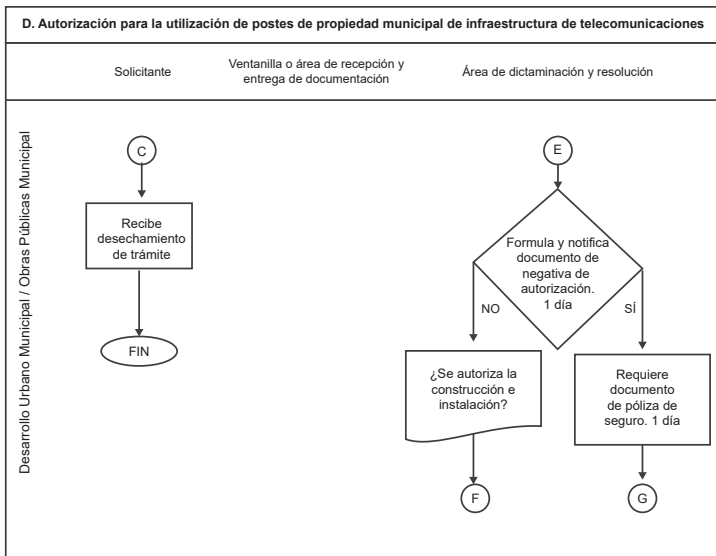 D. Autorización para la utilización de postes de propiedad municipal de infraestructura de telecomunicaciones
Solicitante
Ventanilla o área de recepción y
entrega de documentación
Área de dictaminación y resolución
Desarrollo Urbano Municipal / Obras Públicas Municipal
C
Recibe
desechamiento
de trámite
FIN
E
Formula y notifica
documento de
negativa de
autorización.
1 día
NO
SÍ
¿Se autoriza la
construcción e
instalación?
Requiere
documento
de póliza de
seguro. 1 día
F
G